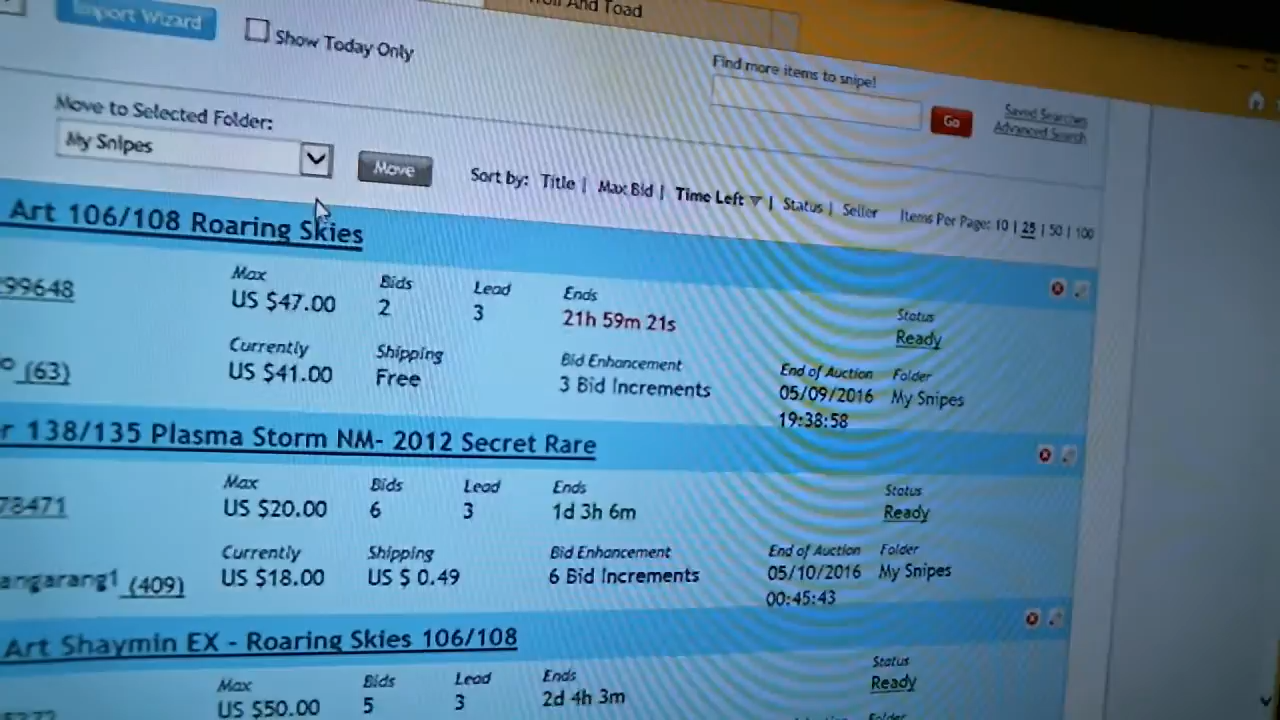 And Toad
Import Wizard
Show Today Only
Find more items to snipe!
Go
Saved Searches
Advanced Search
Move to Selected Folder:
My Snipes
Move
Sort by: Title | Max Bid | Time Left ▼ | Status | Seller
Items Per Page: 10 | 25 | 50 | 100
Art 106/108 Roaring Skies
99648
Max Bids Lead Ends Status
US $47.00 2 3 21h 59m 21s Ready
(63)
Currently Shipping Bid Enhancement End of Auction Folder
US $41.00 Free 3 Bid Increments 05/09/2016 My Snipes
19:38:58
r 138/135 Plasma Storm NM- 2012 Secret Rare
78471
Max Bids Lead Ends Status
US $20.00 6 3 1d 3h 6m Ready
angarang1 (409)
Currently Shipping Bid Enhancement End of Auction Folder
US $18.00 US $ 0.49 6 Bid Increments 05/10/2016 My Snipes
00:45:43
Art Shaymin EX - Roaring Skies 106/108
Max Bids Lead Ends Status
US $50.00 5 3 2d 4h 3m Ready
Folder